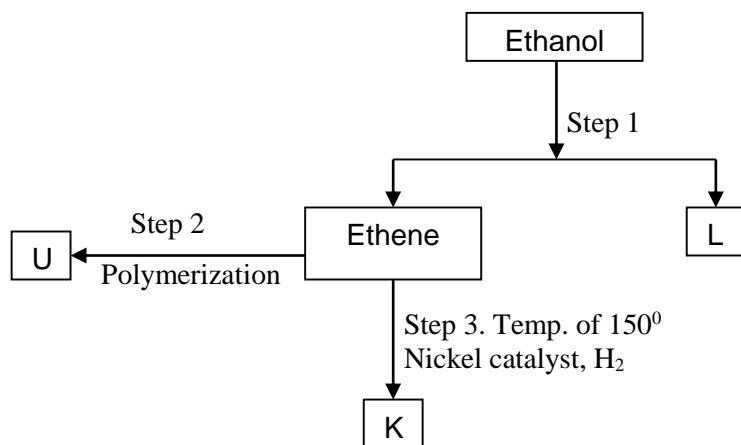 Ethanol
Step 1
Step 2
U
Polymerization
Ethene
L
Step 3. Temp. of 150⁰
Nickel catalyst, H₂
K